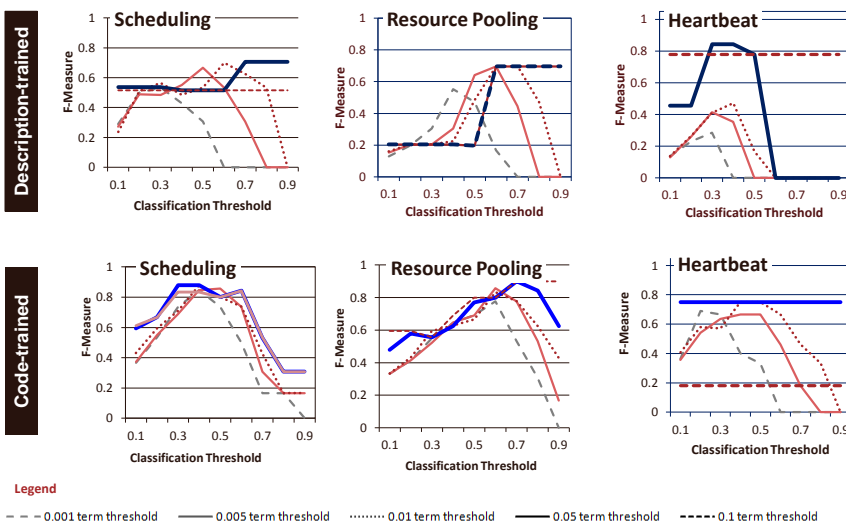 Description-trained
Scheduling
F-Measure
1
0.8
0.6
0.4
0.2
0
0.1 0.3 0.5 0.7 0.9
Classification Threshold
Resource Pooling
F-Measure
1
0.8
0.6
0.4
0.2
0
0.1 0.3 0.5 0.7 0.9
Classification Threshold
Heartbeat
F-Measure
1
0.8
0.6
0.4
0.2
0
0.1 0.3 0.5 0.7 0.9
Classification Threshold
Code-trained
Scheduling
F-Measure
1
0.8
0.6
0.4
0.2
0
0.1 0.3 0.5 0.7 0.9
Classification Threshold
Resource Pooling
F-Measure
1
0.8
0.6
0.4
0.2
0
0.1 0.3 0.5 0.7 0.9
Classification Threshold
Heartbeat
F-Measure
1
0.8
0.6
0.4
0.2
0
0.1 0.3 0.5 0.7 0.9
Classification Threshold
Legend
0.001 term threshold 0.005 term threshold 0.01 term threshold 0.05 term threshold 0.1 term threshold